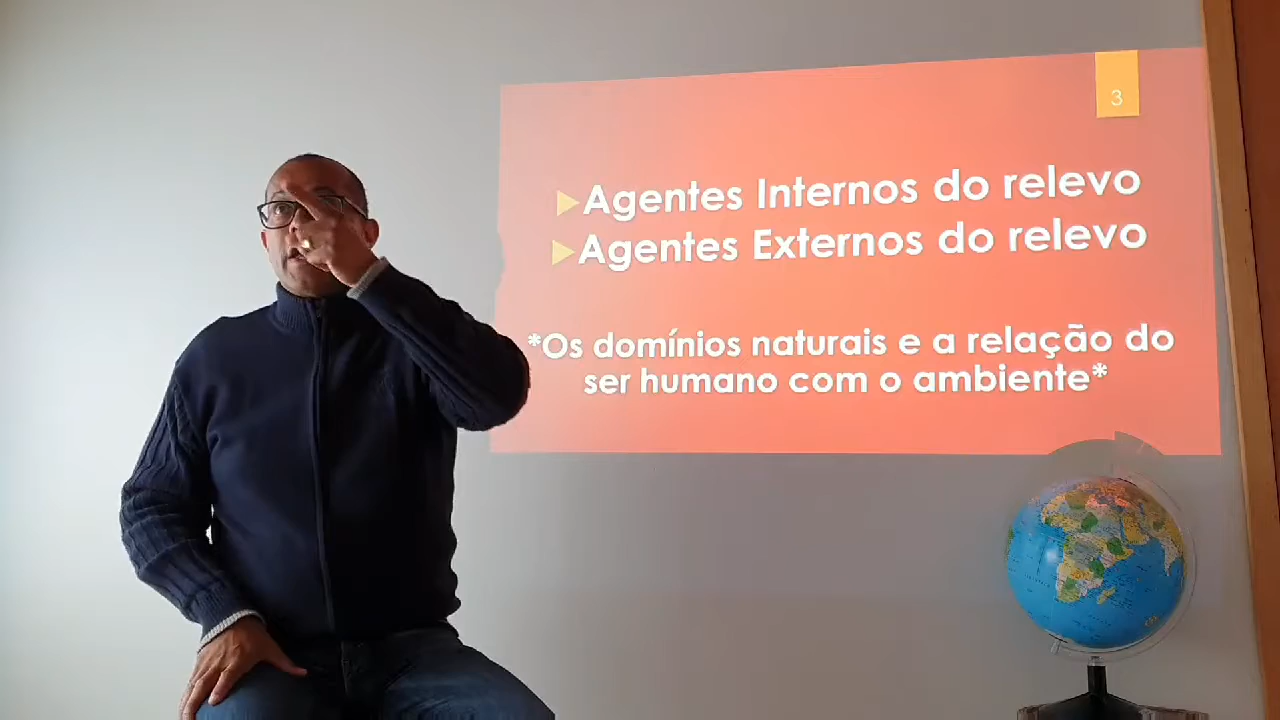 3
Agentes Internos do relevo
Agentes Externos do relevo
*Os domínios naturais e a relação do
ser humano com o ambiente*